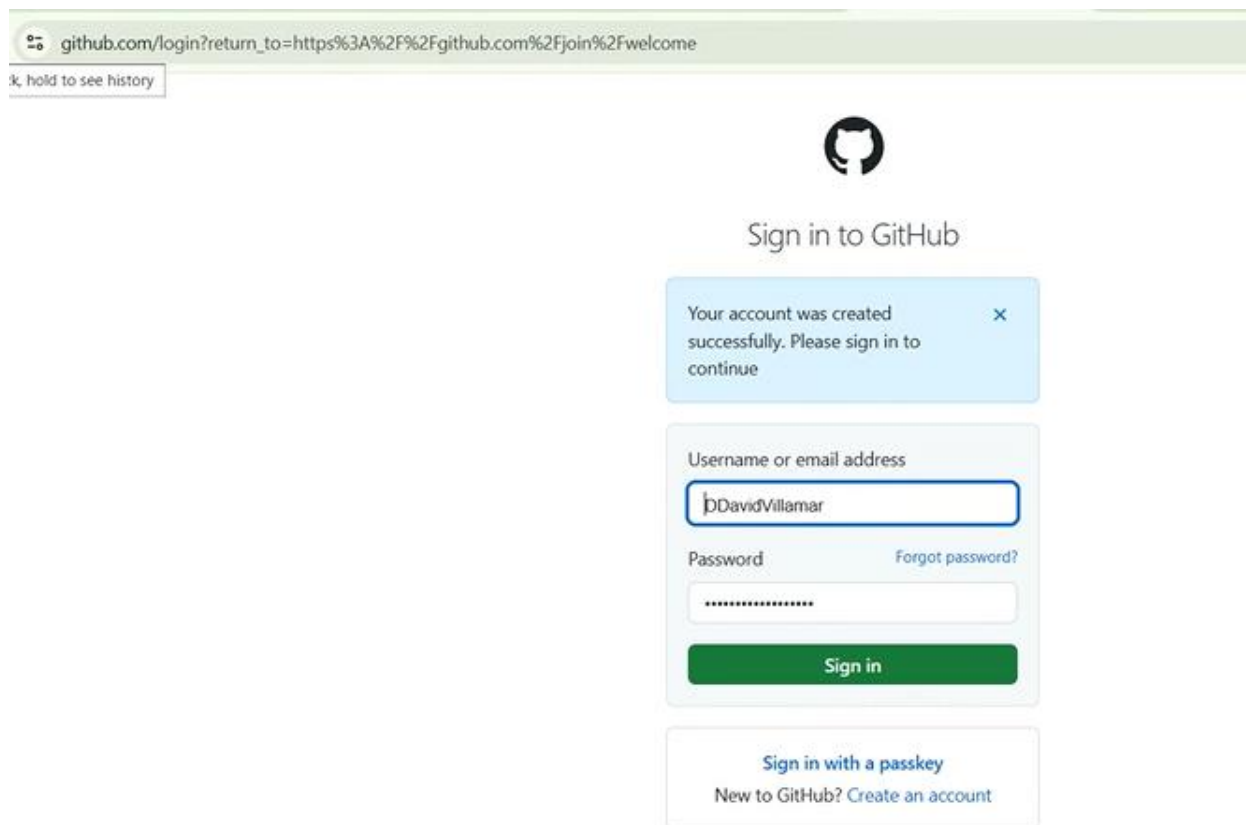 github.com/login?return_to=https%3A%2F%2Fgithub.com%2Fjoin%2Fwelcome
k, hold to see history
Sign in to GitHub
Your account was created
successfully. Please sign in to
continue
Username or email address
DDavidVillamar
Password Forgot password?
Sign in
Sign in with a passkey
New to GitHub? Create an account